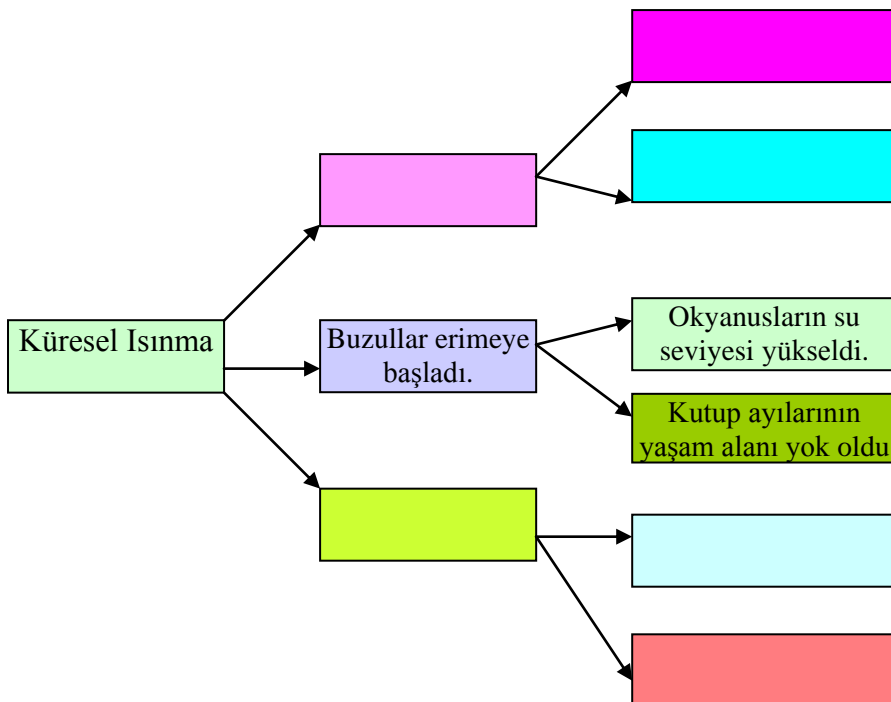 Küresel Isınma
Buzullar erimeye
başladı.
Okyanusların su
seviyesi yükseldi.
Kutup ayılarının
yaşam alanı yok oldu